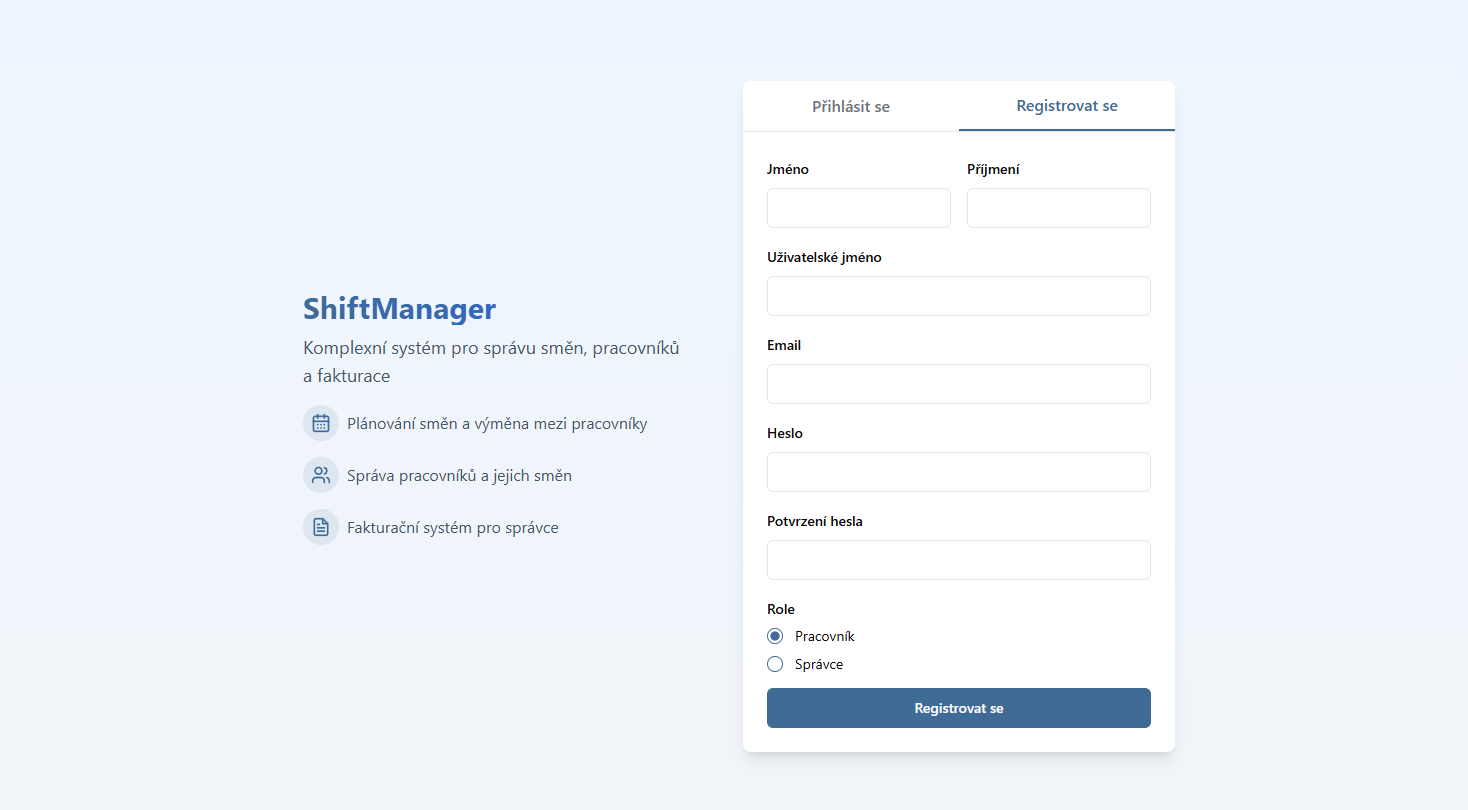 ShiftManager
Komplexní systém pro správu směn, pracovníků
a fakturace
Plánování směn a výměna mezi pracovníky
Správa pracovníků a jejich směn
Fakturační systém pro správce
Přihlásit se
Registrovat se
Jméno
Příjmení
Uživatelské jméno
Email
Heslo
Potvrzení hesla
Role
Pracovník
Správce
Registrovat se